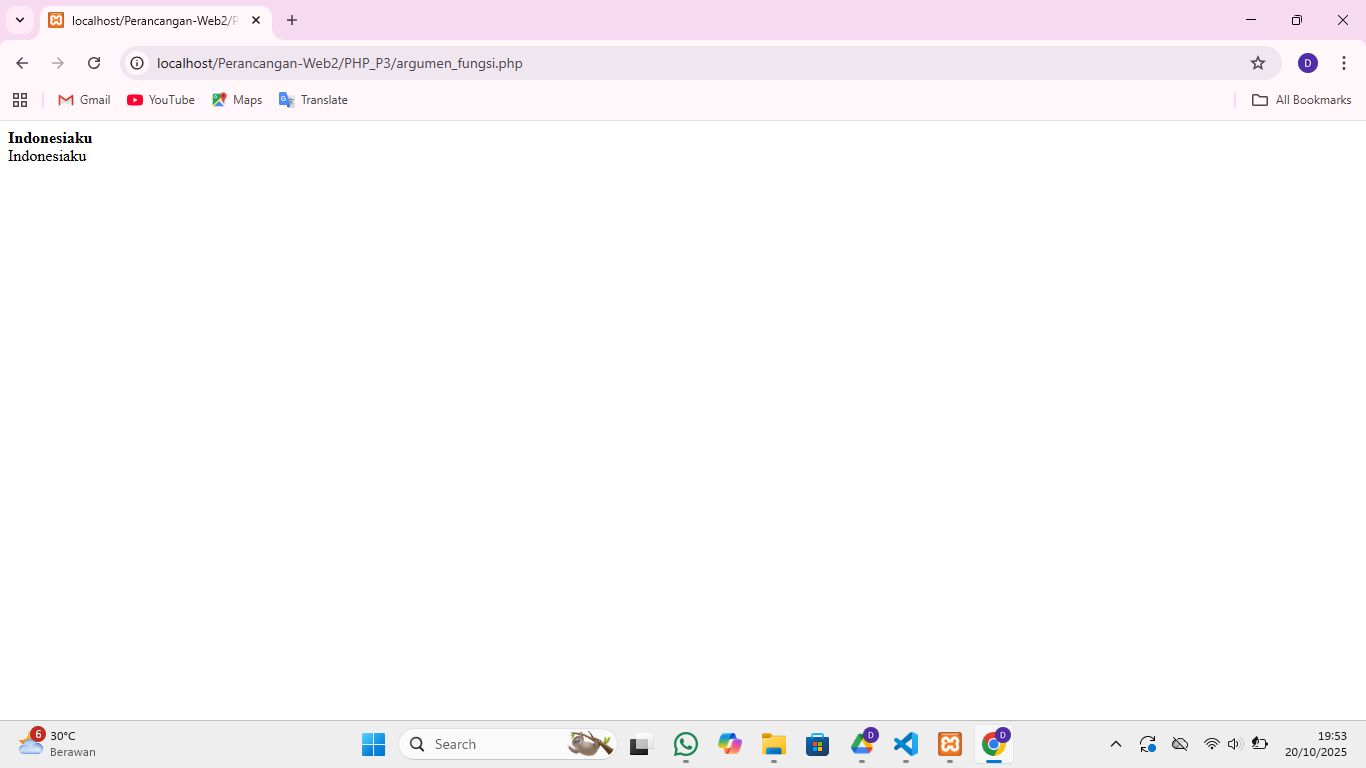 localhost/Perancangan-Web2/P
localhost/Perancangan-Web2/PHP_P3/argumen_fungsi.php
D
Gmail
YouTube
Maps
Translate
All Bookmarks
Indonesiaku
Indonesiaku
6
30°C
Berawan
Search
D
D
19:53
20/10/2025